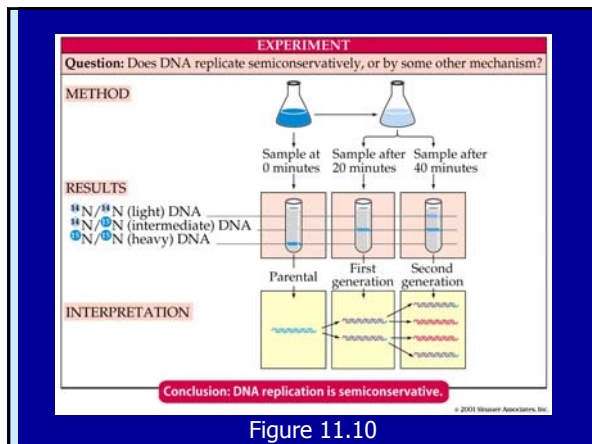 EXPERIMENT
Question: Does DNA replicate semiconservatively, or by some other mechanism?
METHOD
Sample at
0 minutes
Sample after
20 minutes
Sample after
40 minutes
RESULTS
14N/14N (light) DNA
14N/15N (intermediate) DNA
15N/15N (heavy) DNA
Parental
First
generation
Second
generation
INTERPRETATION
Conclusion: DNA replication is semiconservative.
© 2001 Sinauer Associates, Inc.
Figure 11.10